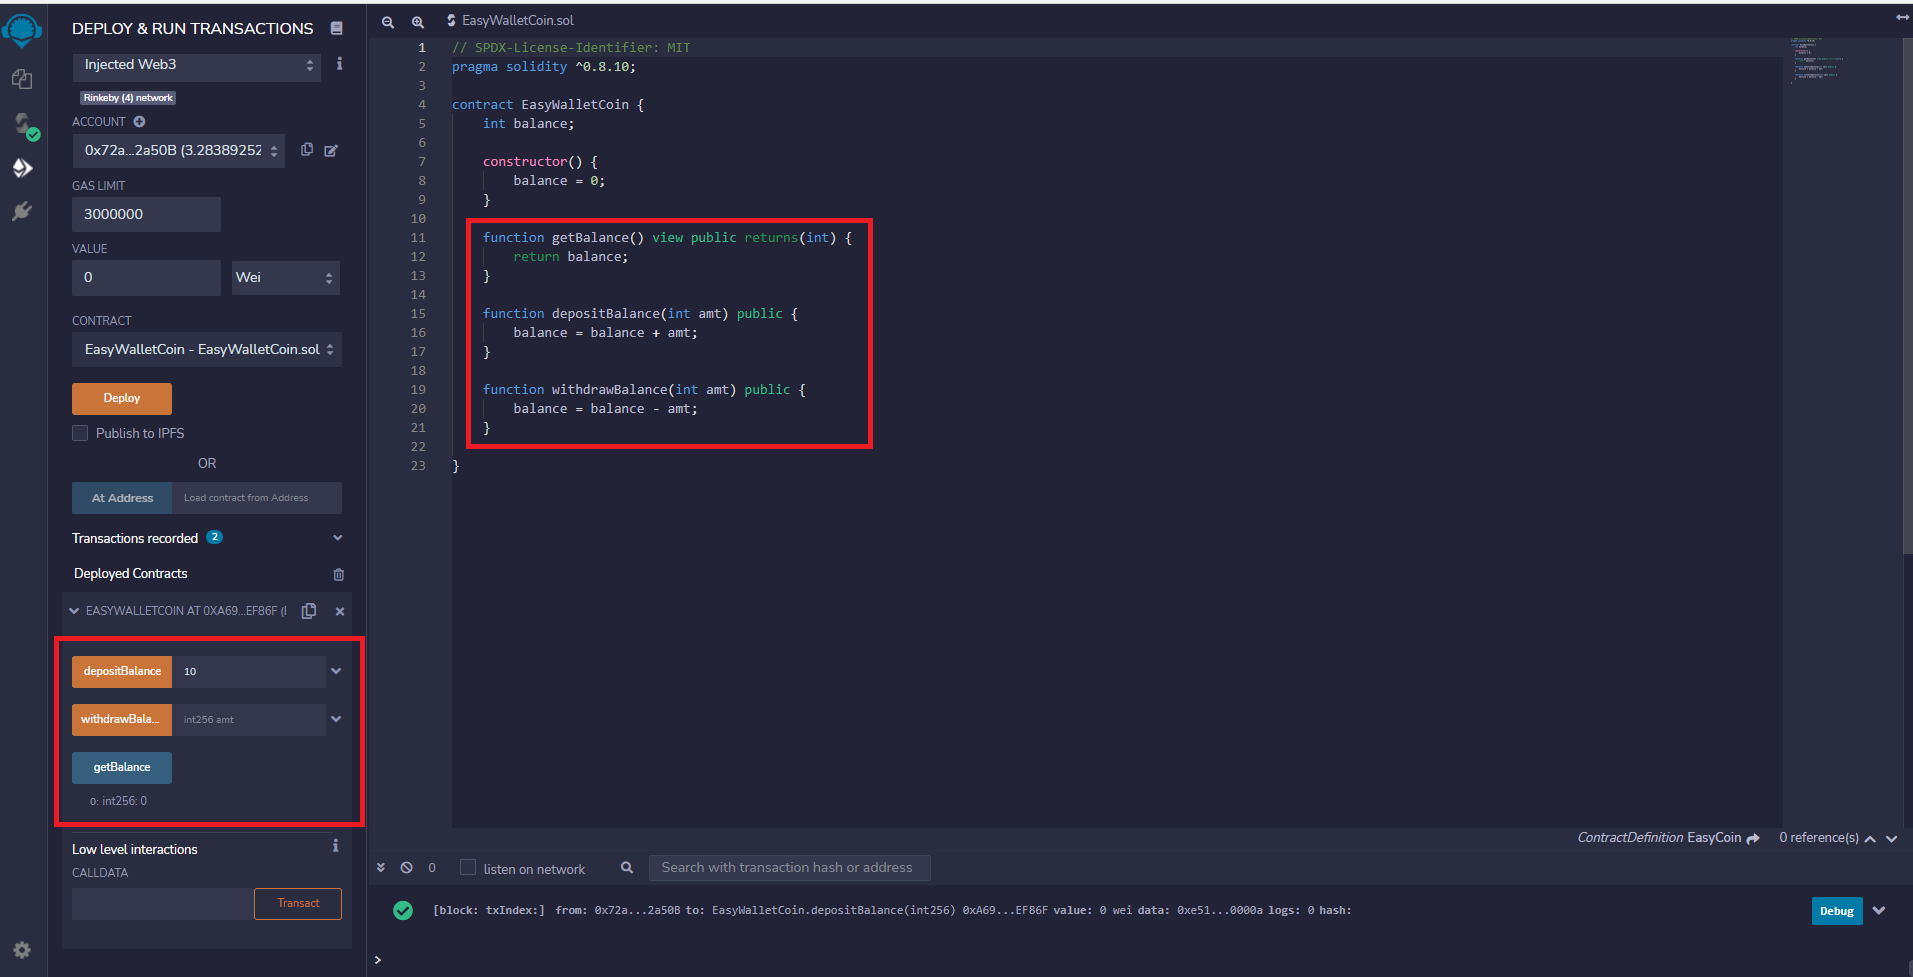 DEPLOY & RUN TRANSACTIONS
Injected Web3
Rinkeby (4) network
ACCOUNT
0x72a...2a50B (3.28389252
GAS LIMIT
3000000
VALUE
0
Wei
CONTRACT
EasyWalletCoin - EasyWalletCoin.sol
Deploy
Publish to IPFS
OR
At Address
Load contract from Address
Transactions recorded 2
Deployed Contracts
EASYWALLETCOIN AT 0XA69...EF86F (
depositBalance 10
withdrawBala... int256 amt
getBalance
0: int256: 0
Low level interactions
CALLDATA
Transact
EasyWalletCoin.sol
1 // SPDX-License-Identifier: MIT
2 pragma solidity ^0.8.10;
3
4 contract EasyWalletCoin {
5 int balance;
6
7 constructor() {
8 balance = 0;
9 }
10
11 function getBalance() view public returns(int) {
12 return balance;
13 }
14
15 function depositBalance(int amt) public {
16 balance = balance + amt;
17 }
18
19 function withdrawBalance(int amt) public {
20 balance = balance - amt;
21 }
22
23 }
ContractDefinition EasyCoin 0 reference(s)
0 listen on network Search with transaction hash or address
[block: txIndex:] from: 0x72a...2a50B to: EasyWalletCoin.depositBalance(int256) 0xA69...EF86F value: 0 wei data: 0xe51...0000a logs: 0 hash:
Debug
>